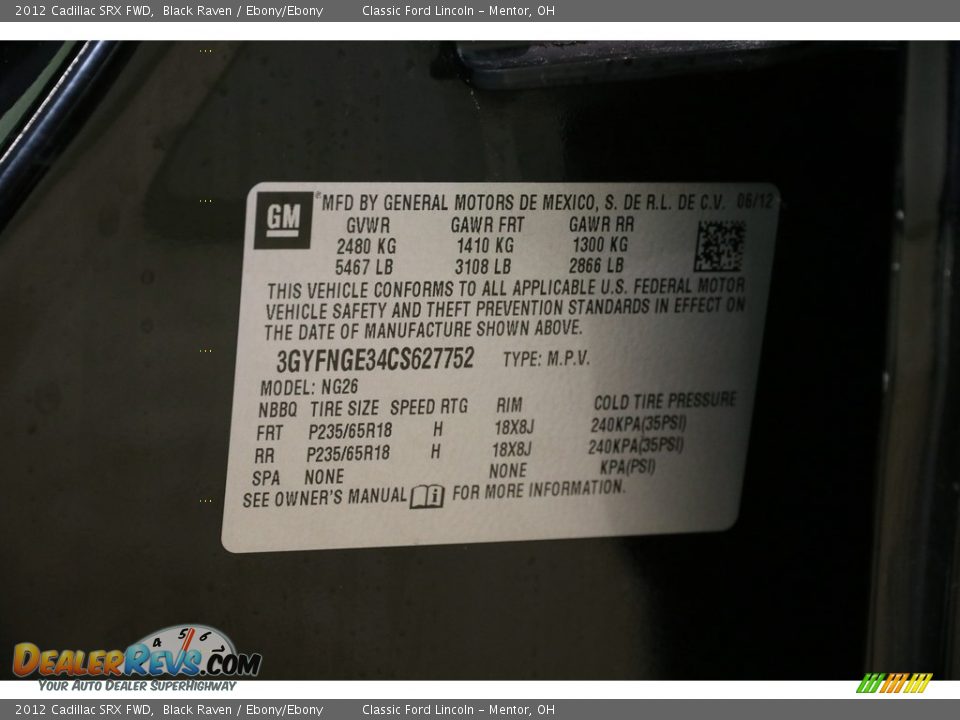 2012 Cadillac SRX FWD, Black Raven / Ebony/Ebony Classic Ford Lincoln – Mentor, OH
GM ® MFD BY GENERAL MOTORS DE MEXICO, S. DE R.L. DE C.V. 06/12
GVWR GAWR FRT GAWR RR
2480 KG 1410 KG 1300 KG
5467 LB 3108 LB 2866 LB
THIS VEHICLE CONFORMS TO ALL APPLICABLE U.S. FEDERAL MOTOR
VEHICLE SAFETY AND THEFT PREVENTION STANDARDS IN EFFECT ON
THE DATE OF MANUFACTURE SHOWN ABOVE.
3GYFNGE34CS627752 TYPE: M.P.V.
MODEL: NG26
NBBQ TIRE SIZE SPEED RTG RIM COLD TIRE PRESSURE
FRT P235/65R18 H 18X8J 240KPA(35PSI)
RR P235/65R18 H 18X8J 240KPA(35PSI)
SPA NONE NONE KPA(PSI)
SEE OWNER'S MANUAL i FOR MORE INFORMATION.
4 5 6
DEALERREVS.COM
YOUR AUTO DEALER SUPERHIGHWAY
2012 Cadillac SRX FWD, Black Raven / Ebony/Ebony Classic Ford Lincoln – Mentor, OH